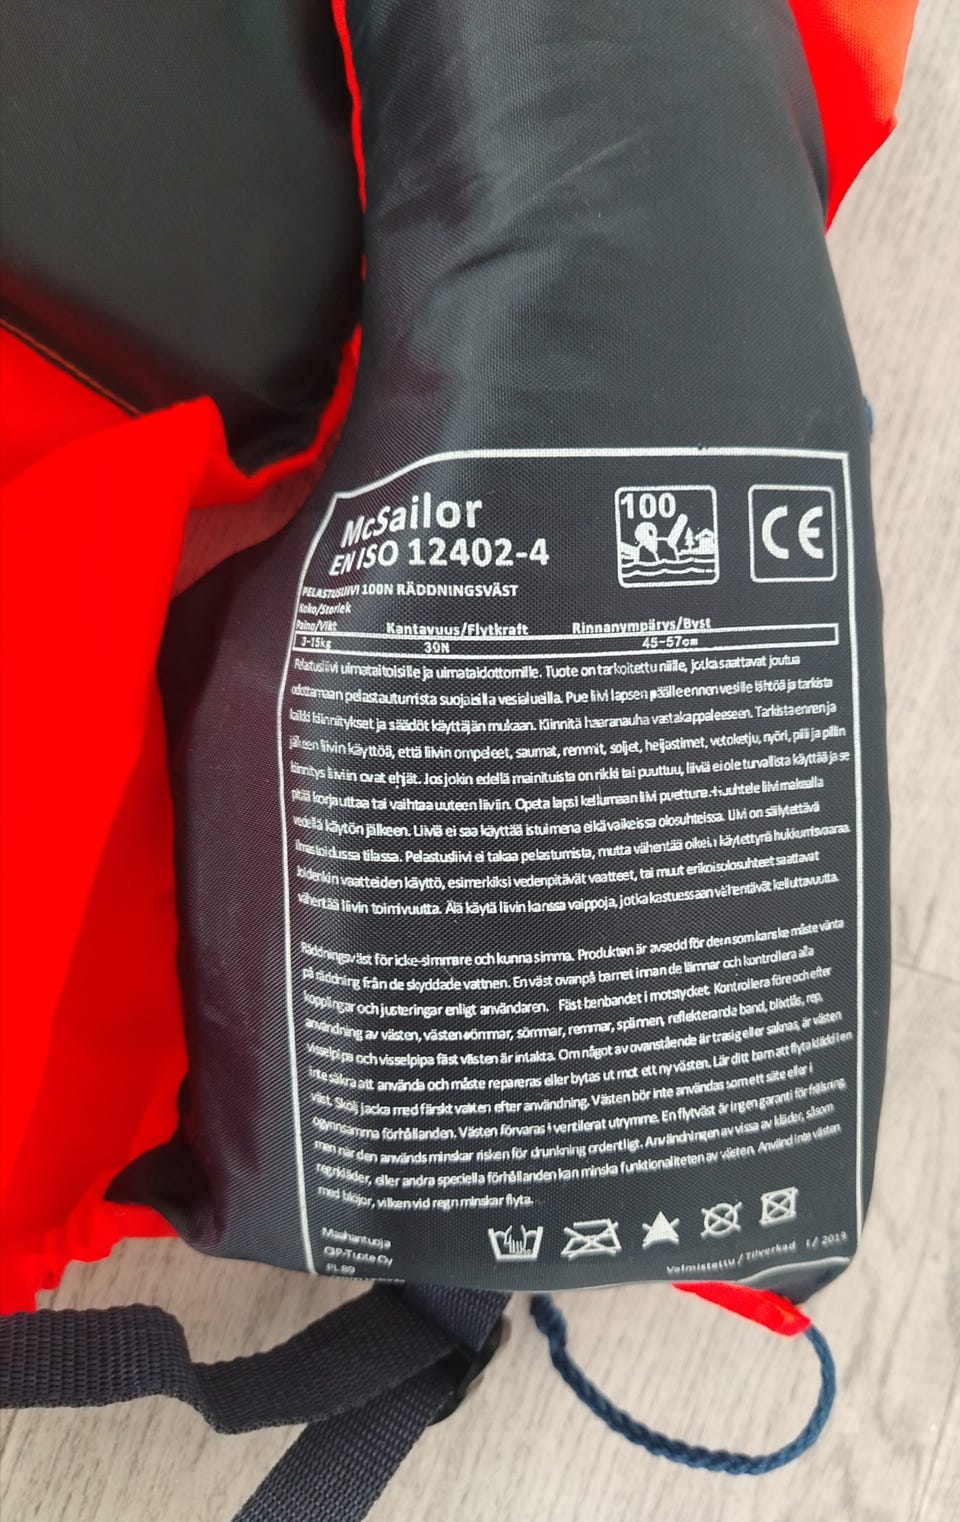 McSailor
EN ISO 12402-4
100
CE
PELASTUSLIIVI 100N RÄDDNINGSVÄST
Koko/Storlek
Paino/Vikt Kantavuus/Flytkraft Rinnanympärys/Byst
3-15kg 30N 45-57cm
Pelastusliivi uimataitoisille ja uimataidottomille. Tuote on tarkoitettu niille, jotka saattavat joutua
odottamaan pelastautumista suojaisilla vesialueilla. Pue liivi lapsen päälle ennen vesille lähtöä ja tarkista
kaikki kiinnitykset ja säädöt käyttäjän mukaan. Kiinnitä haaranauha vastakappaleeseen. Tarkista ennen ja
jälkeen liivin käyttöä, että liivin ompeleet, saumat, remmit, soljet, heijastimet, vetoketju, nyöri, pilli ja pillin
kiinnitys liiviin ovat ehjät. Jos jokin edellä mainituista on rikki tai puuttuu, liiviä ei ole turvallista käyttää ja se
pitää korjauttaa tai vaihtaa uuteen liiviin. Opeta lapsi kellumaan liivi puettuna. Huuhtele liivi makealla
vedellä käytön jälkeen. Liiviä ei saa käyttää istuimena eikä vaikeissa olosuhteissa. Liivi on säilytettävä
ilmastoidussa tilassa. Pelastusliivi ei takaa pelastumista, mutta vähentää oikein käytettynä hukkumisvaaraa.
Joidenkin vaatteiden käyttö, esimerkiksi vedenpitävät vaatteet, tai muut erikoisolosuhteet saattavat
vähentää liivin toimivuutta. Älä käytä liivin kanssa vaippoja, jotka kastuessaan vähentävät kelluttavuutta.
Räddningsväst för icke-simmare och kunna simma. Produkten är avsedd för dem som kanske måste vänta
på räddning från de skyddade vattnen. En väst ovanpå barnet innan de lämnar och kontrollera alla
kopplingar och justeringar enligt användaren. Fäst benbandet i motstycket. Kontrollera före och efter
användning av västen, västen sömmar, sömmar, remmar, spännen, reflekterande band, blixtlås, rep,
visselpipa och visselpipa fäst västen är intakta. Om något av ovanstående är trasig eller saknas, är västen
inte säkra att använda och måste repareras eller bytas ut mot ett ny västen. Lär ditt barn att flyta klädd i en
väst. Skölj jacka med färskt vatten efter användning. Västen bör inte användas som ett säte eller i
ogynnsamma förhållanden. Västen förvaras i ventilerat utrymme. En flytväst är ingen garanti för frälsning,
men när den används minskar risken för drunkning ordentligt. Användningen av vissa av kläder, såsom
regnkläder, eller andra speciella förhållanden kan minska funktionaliteten av västen. Använd inte västen
med blöjor, vilken vid regn minskar flyta.
Maahantuoja
CJP-Tuote Oy
PL 89
Valmistettu / Tillverkad 1 / 2019